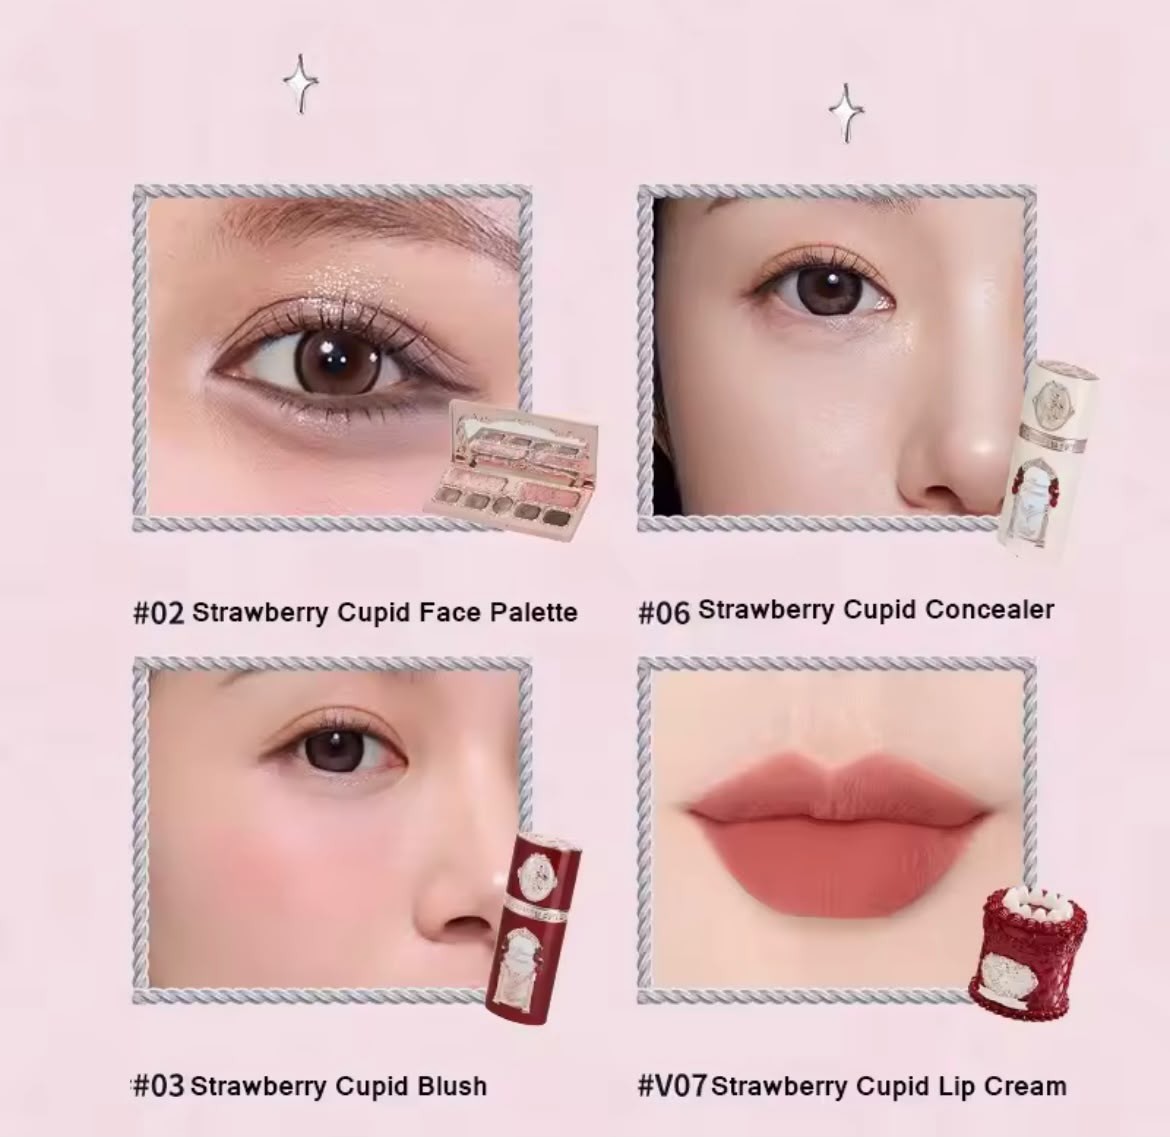 #02 Strawberry Cupid Face Palette
#06 Strawberry Cupid Concealer
#03 Strawberry Cupid Blush
#V07 Strawberry Cupid Lip Cream